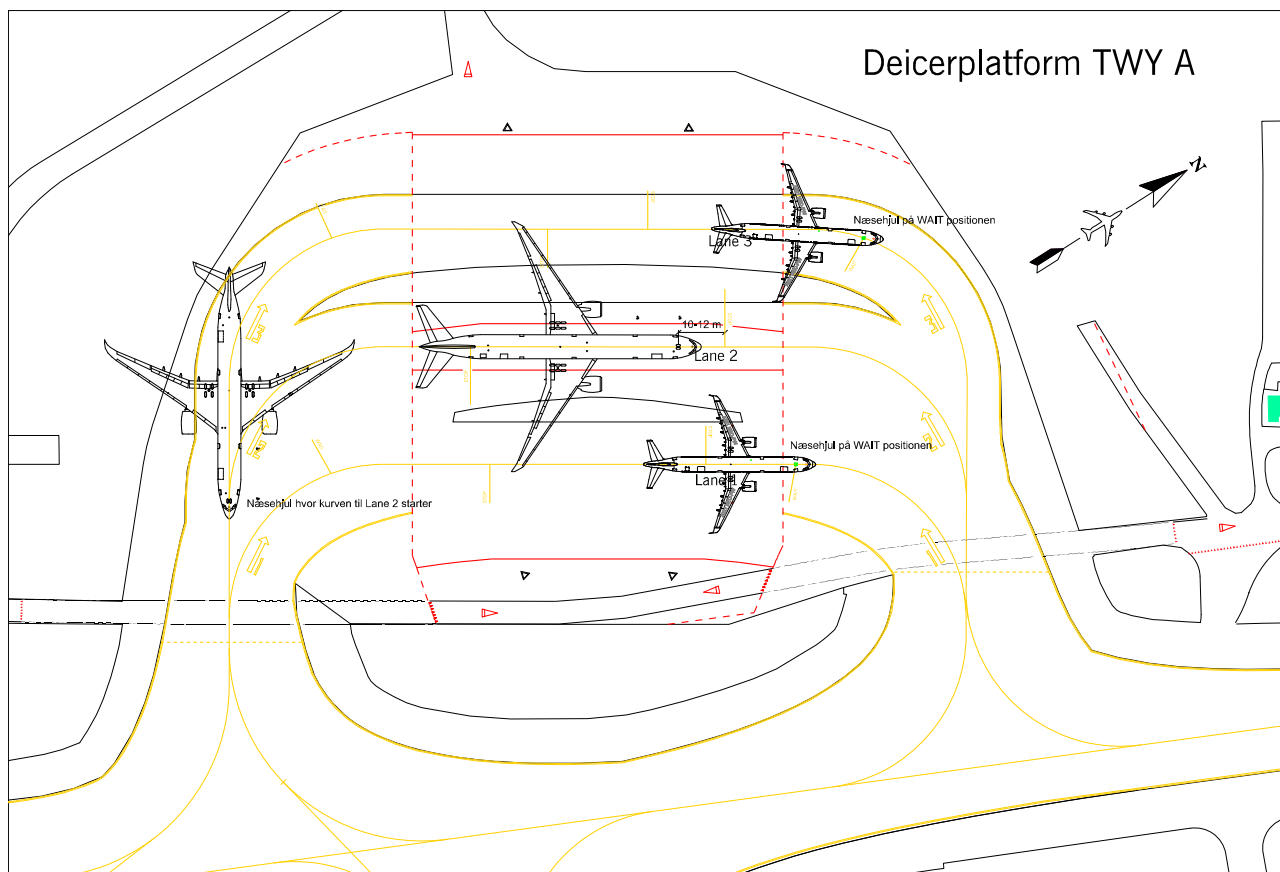 Deicerplatform TWY A
N
Næsehjul på WAIT positionen
Lane 3
10-12 m
Lane 2
Næsehjul på WAIT positionen
Lane 1
Næsehjul hvor kurven til Lane 2 starter